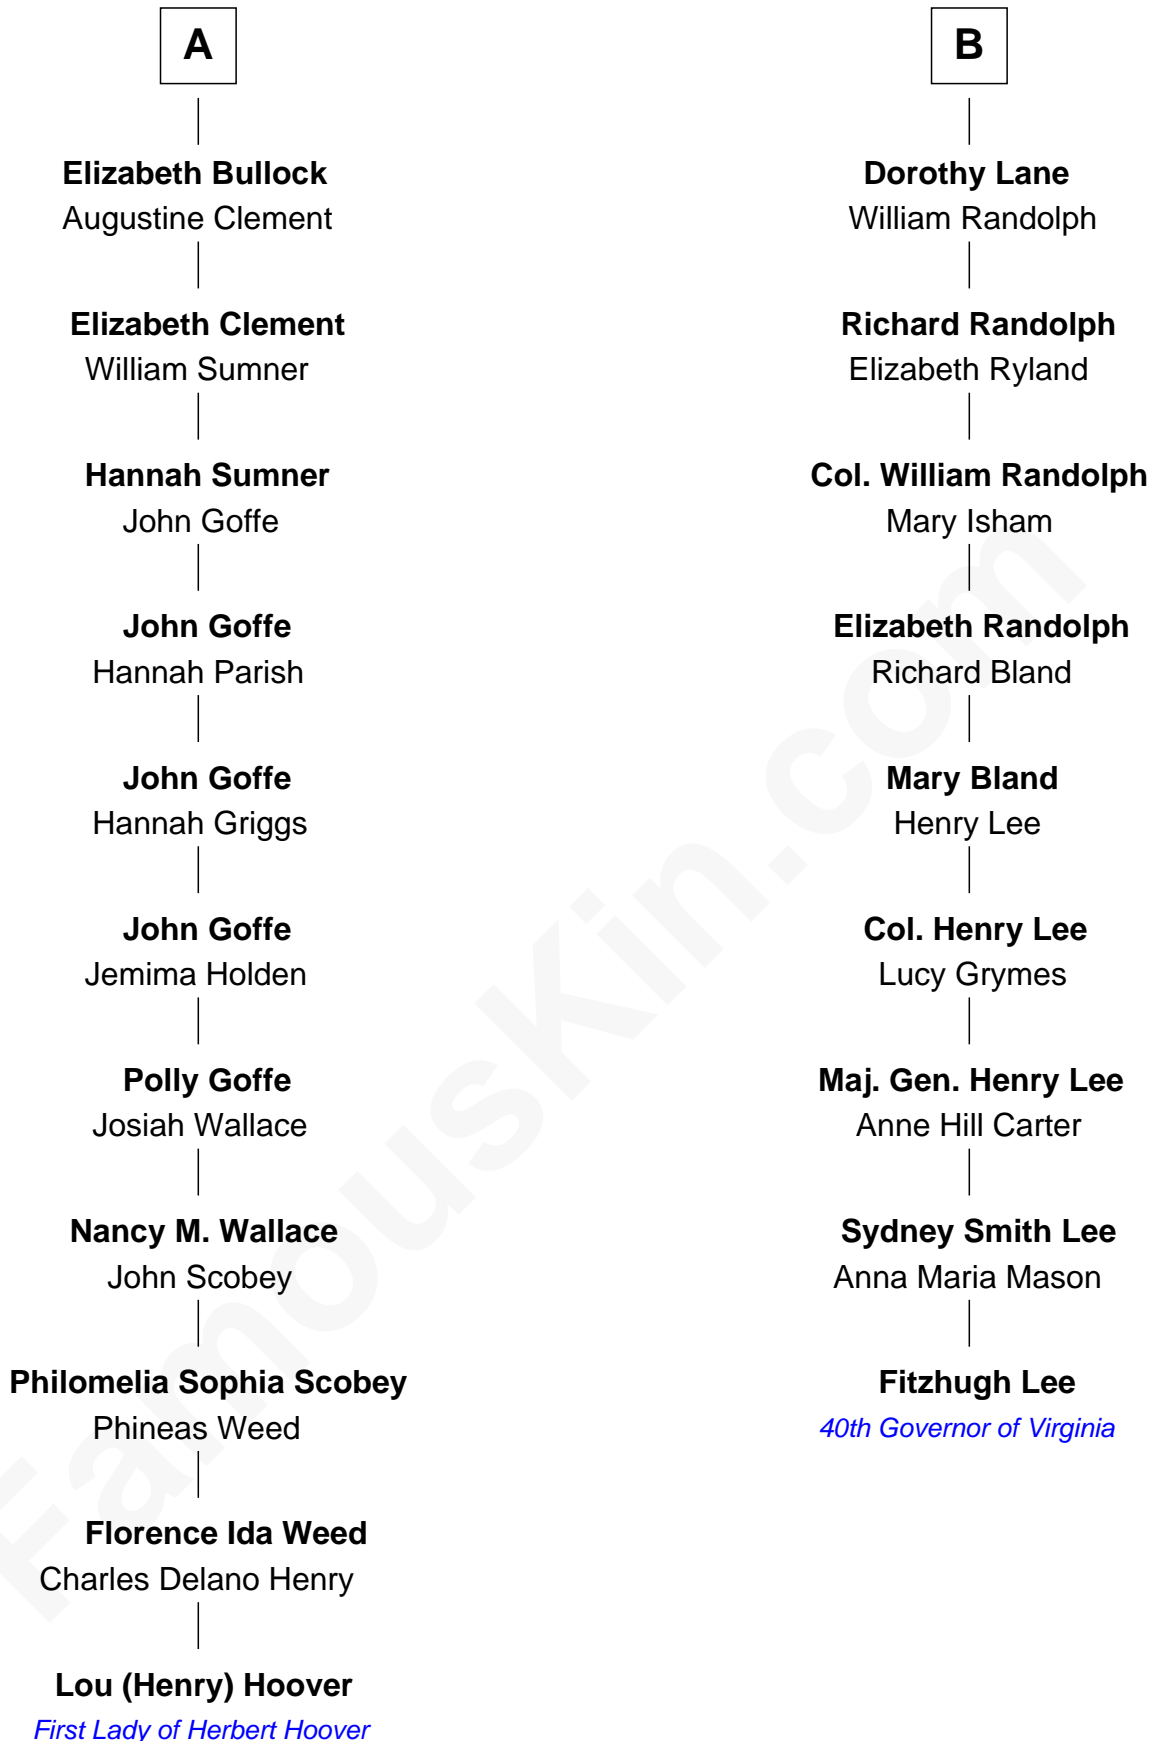 A
Elizabeth Bullock
Augustine Clement
Elizabeth Clement
William Sumner
Hannah Sumner
John Goffe
John Goffe
Hannah Parish
John Goffe
Hannah Griggs
John Goffe
Jemima Holden
Polly Goffe
Josiah Wallace
Nancy M. Wallace
John Scobey
Philomelia Sophia Scobey
Phineas Weed
Florence Ida Weed
Charles Delano Henry
Lou (Henry) Hoover
First Lady of Herbert Hoover
B
Dorothy Lane
William Randolph
Richard Randolph
Elizabeth Ryland
Col. William Randolph
Mary Isham
Elizabeth Randolph
Richard Bland
Mary Bland
Henry Lee
Col. Henry Lee
Lucy Grymes
Maj. Gen. Henry Lee
Anne Hill Carter
Sydney Smith Lee
Anna Maria Mason
Fitzhugh Lee
40th Governor of Virginia
FamousKin.com